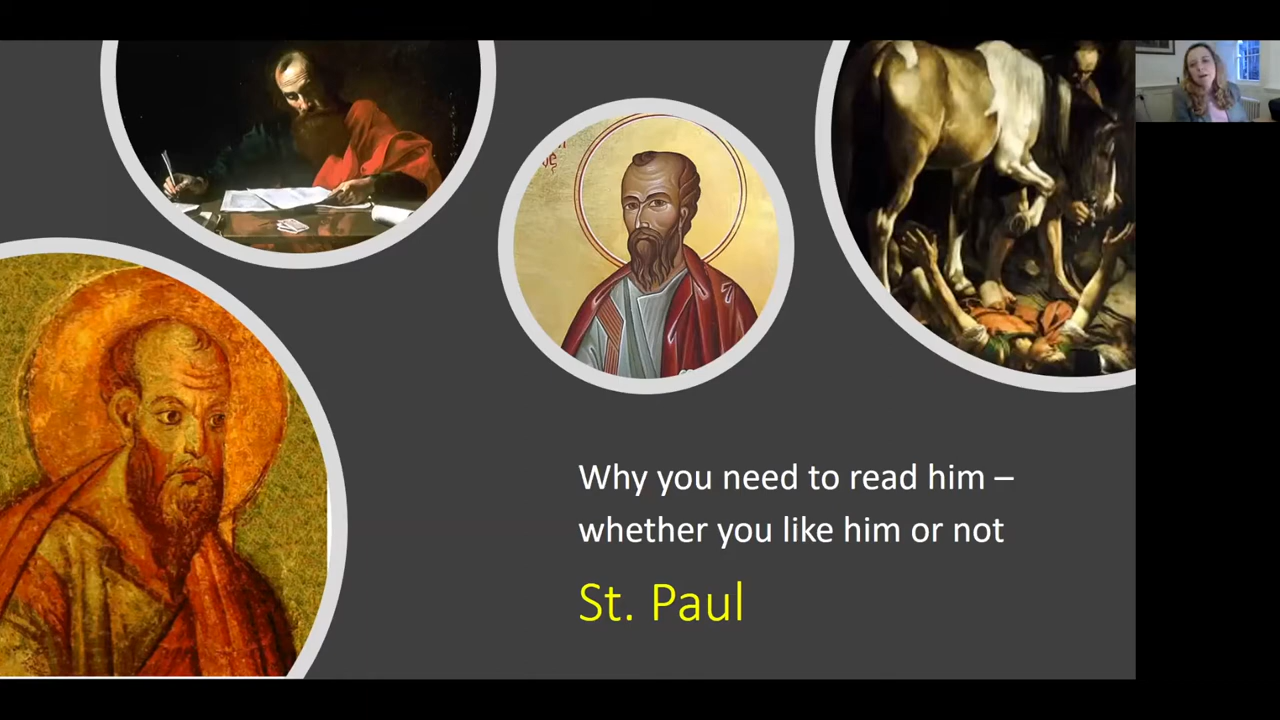 Why you need to read him –
whether you like him or not
St. Paul